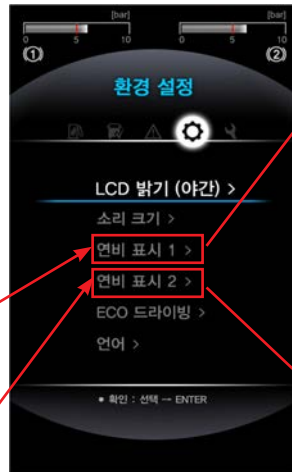 [bar] [bar]
0 5 10 0 5 10
(1) (2)
환경 설정
LCD 밝기 (야간) >
소리 크기 >
연비 표시 1 >
연비 표시 2 >
ECO 드라이빙 >
언어 >
• 확인 : 선택 → ENTER